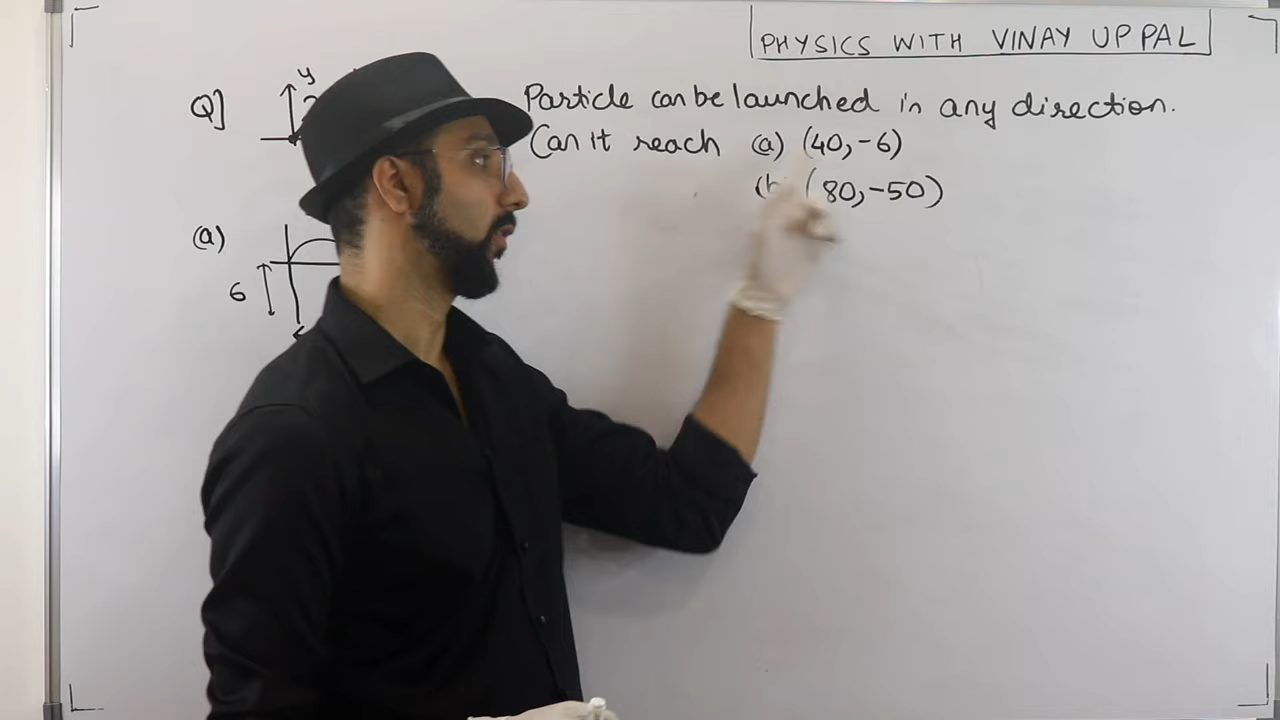 PHYSICS WITH VINAY UPPAL
Q] y Particle can be launched in any direction.
Can it reach (a) (40,-6)
(80,-50)
(a)
6